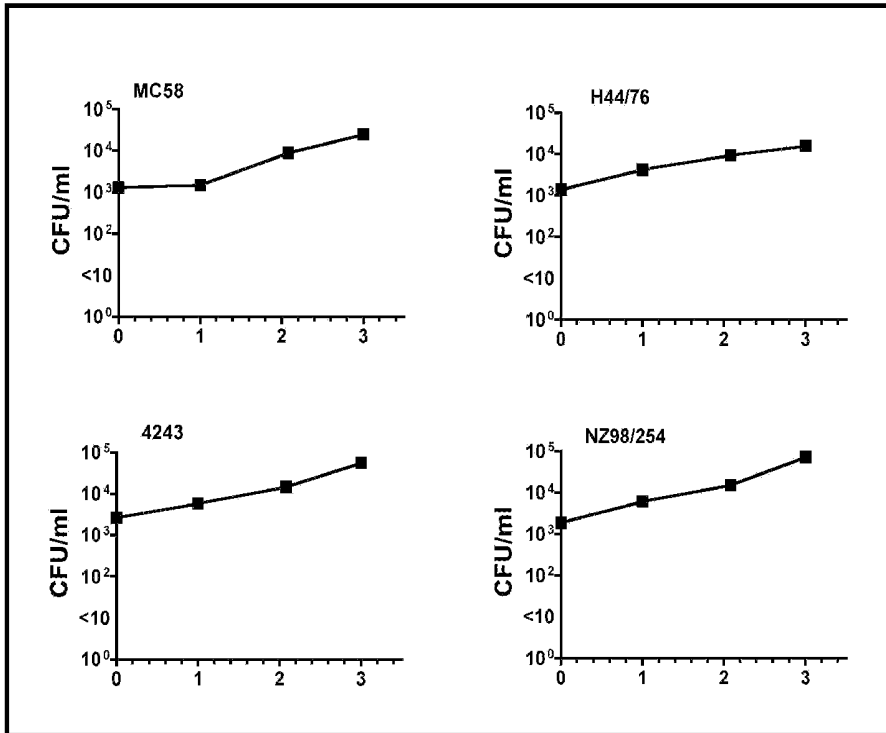 MC58
10⁵
10⁴
10³
10²
<10
10⁰
CFU/ml
0 1 2 3
H44/76
10⁵
10⁴
10³
10²
<10
10⁰
CFU/ml
0 1 2 3
4243
10⁵
10⁴
10³
10²
<10
10⁰
CFU/ml
0 1 2 3
NZ98/254
10⁵
10⁴
10³
10²
<10
10⁰
CFU/ml
0 1 2 3